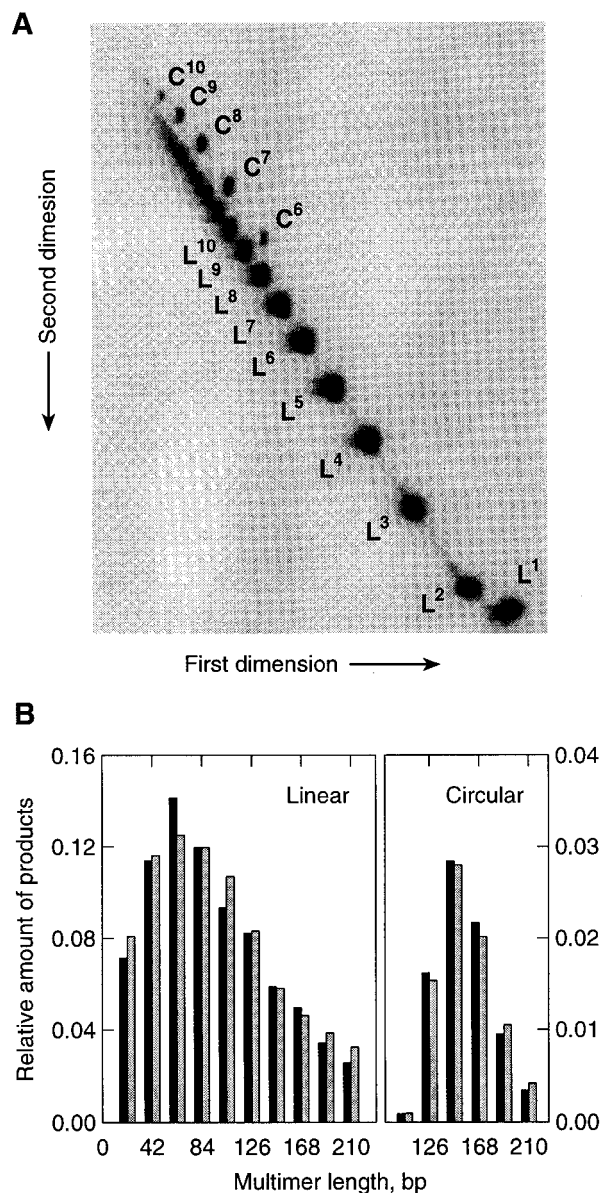 A
C10
C9
C8
C7
C6
L10
L9
L8
L7
L6
L5
L4
L3
L2
L1
Second dimesion
First dimension
B
Relative amount of products
0.16
0.12
0.08
0.04
0.00
Linear
Circular
0.04
0.03
0.02
0.01
0.00
0 42 84 126 168 210 126 168 210
Multimer length, bp